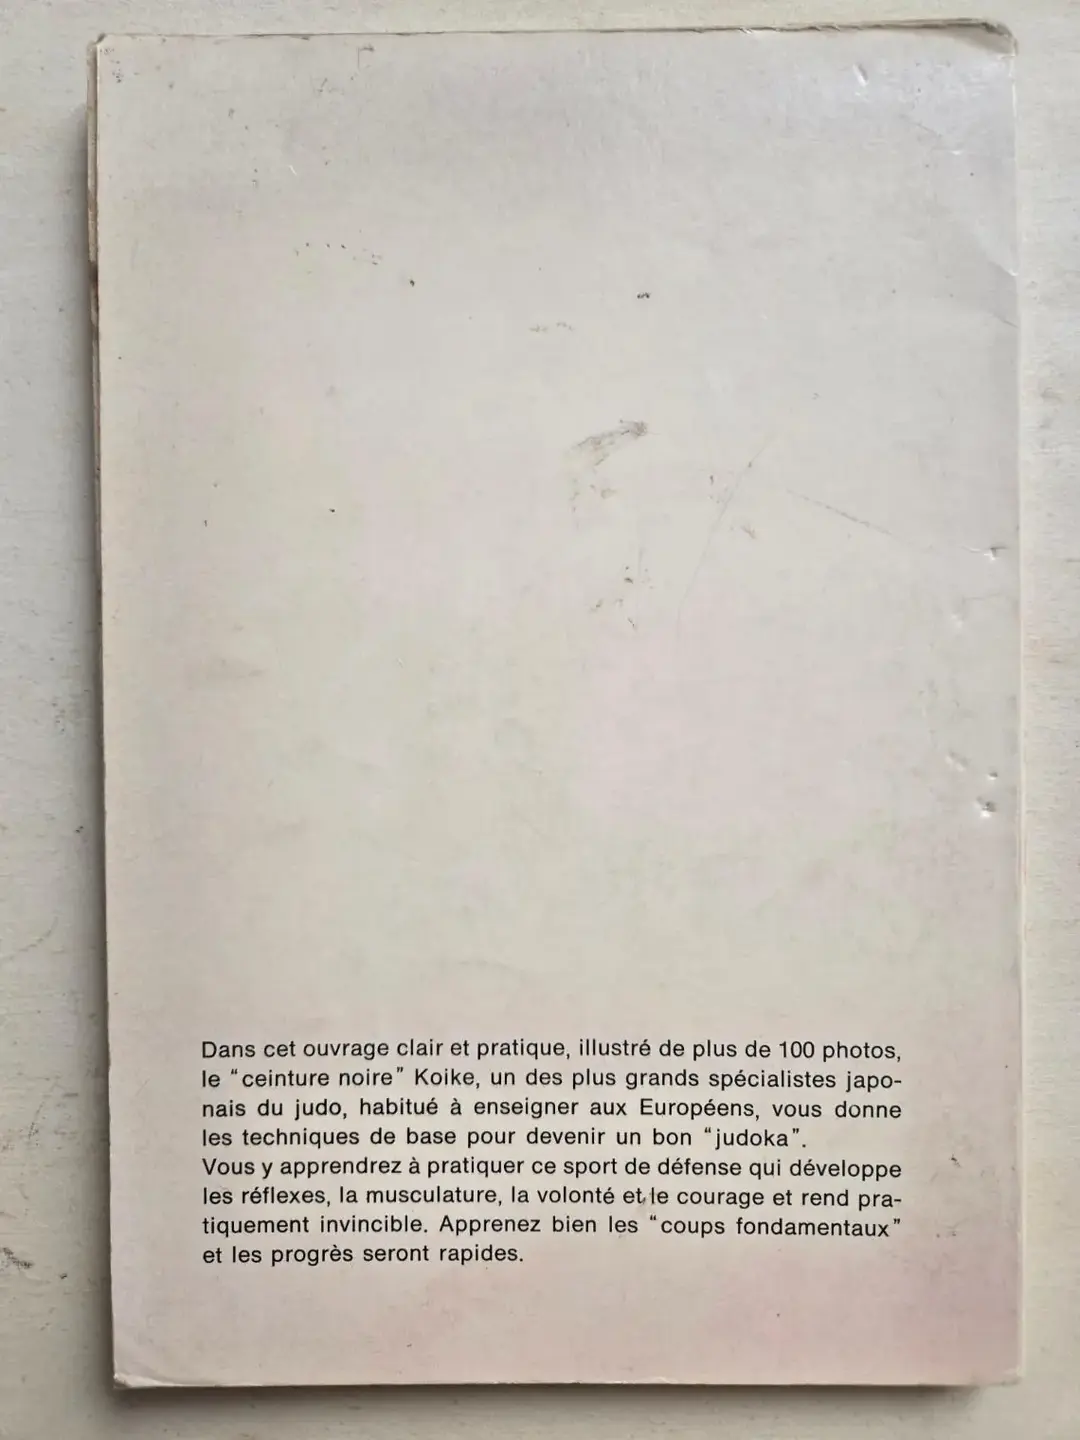 Dans cet ouvrage clair et pratique, illustré de plus de 100 photos,
le “ceinture noire” Koike, un des plus grands spécialistes japo-
nais du judo, habitué à enseigner aux Européens, vous donne
les techniques de base pour devenir un bon “judoka”.
Vous y apprendrez à pratiquer ce sport de défense qui développe
les réflexes, la musculature, la volonté et le courage et rend pra-
tiquement invincible. Apprenez bien les “coups fondamentaux”
et les progrès seront rapides.